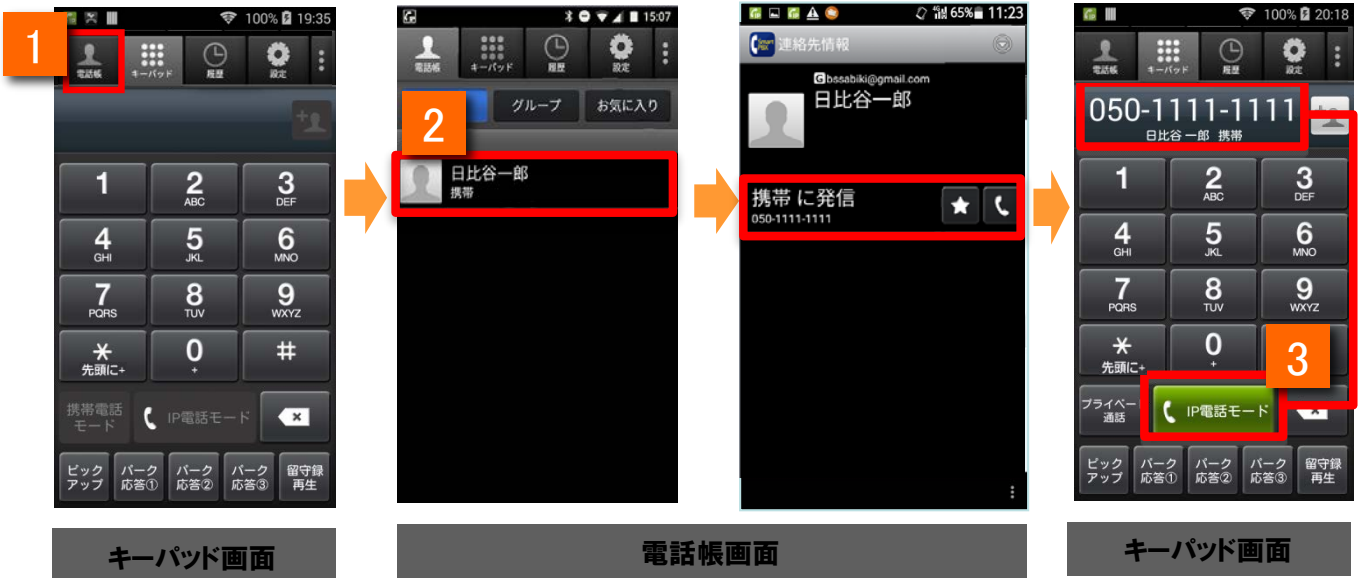 1
100% 19:35
電話帳
キーパッド
履歴
設定
1
2
ABC
3
DEF
4
GHI
5
JKL
6
MNO
7
PQRS
8
TUV
9
WXYZ
先頭に+
0
+
#
携帯電話
モード
IP電話モード
ピック
アップ
パーク
応答①
パーク
応答②
パーク
応答③
留守録
再生
キーパッド画面
15:07
電話帳
キーパッド
履歴
設定
2
グループ
お気に入り
日比谷一郎
携帯
65% 11:23
Smart
PBX
連絡先情報
G bssabiki@gmail.com
日比谷一郎
携帯 に発信
050-1111-1111
電話帳画面
100% 20:18
電話帳
キーパッド
履歴
設定
050-1111-1111
日比谷 一郎 携帯
1
2
ABC
3
DEF
4
GHI
5
JKL
6
MNO
7
PQRS
8
TUV
9
WXYZ
先頭に+
0
+
3
プライベー
通話
IP電話モード
ピック
アップ
パーク
応答①
パーク
応答②
パーク
応答③
留守録
再生
キーパッド画面